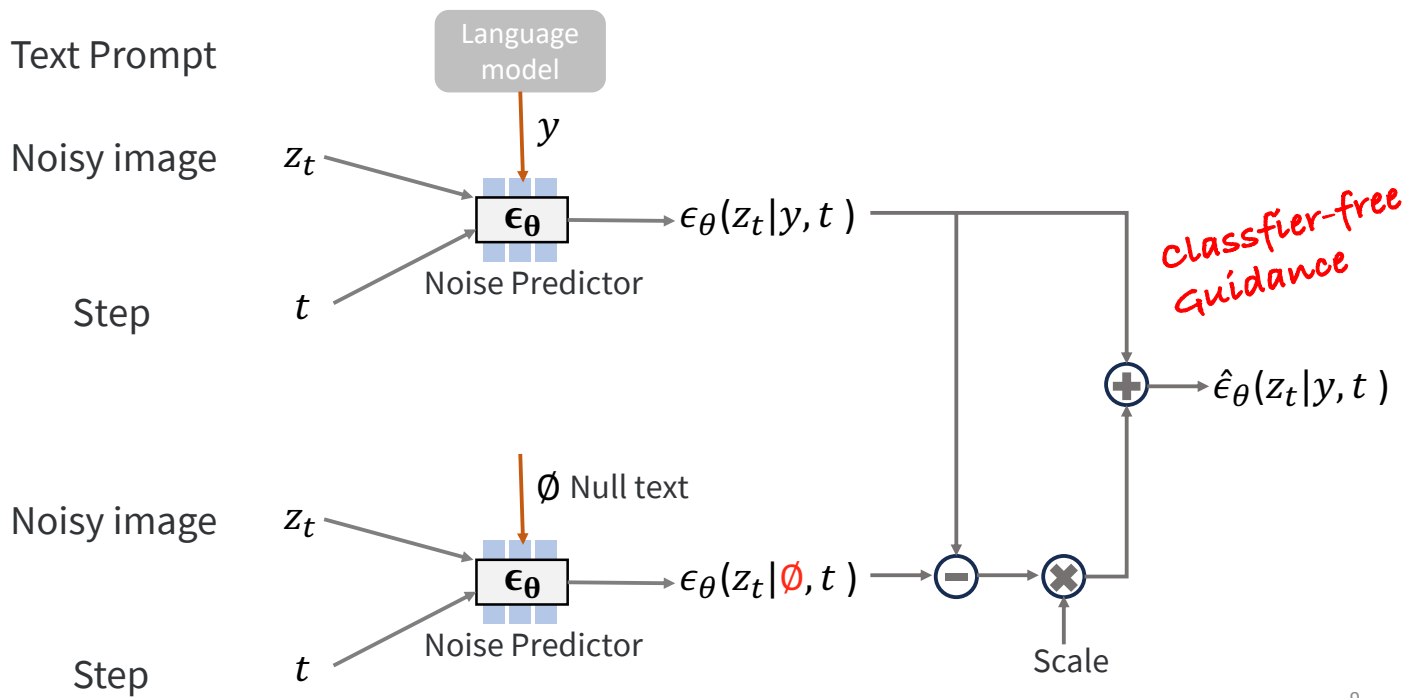 Text Prompt
Language
model
y
Noisy image
z_t
ϵ_θ
ϵ_θ(z_t|y, t )
Noise Predictor
Step
t
Classfier-free
Guidance
ϵ̂_θ(z_t|y, t )
∅ Null text
Noisy image
z_t
ϵ_θ
ϵ_θ(z_t|∅, t )
Noise Predictor
Step
t
Scale